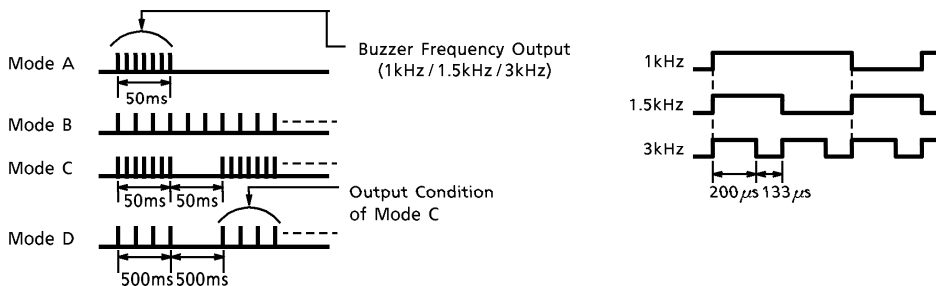 Mode A
50ms
Buzzer Frequency Output
(1kHz / 1.5kHz / 3kHz)
Mode B
Mode C
50ms 50ms
Output Condition
of Mode C
Mode D
500ms 500ms
1kHz
1.5kHz
3kHz
200μs 133μs